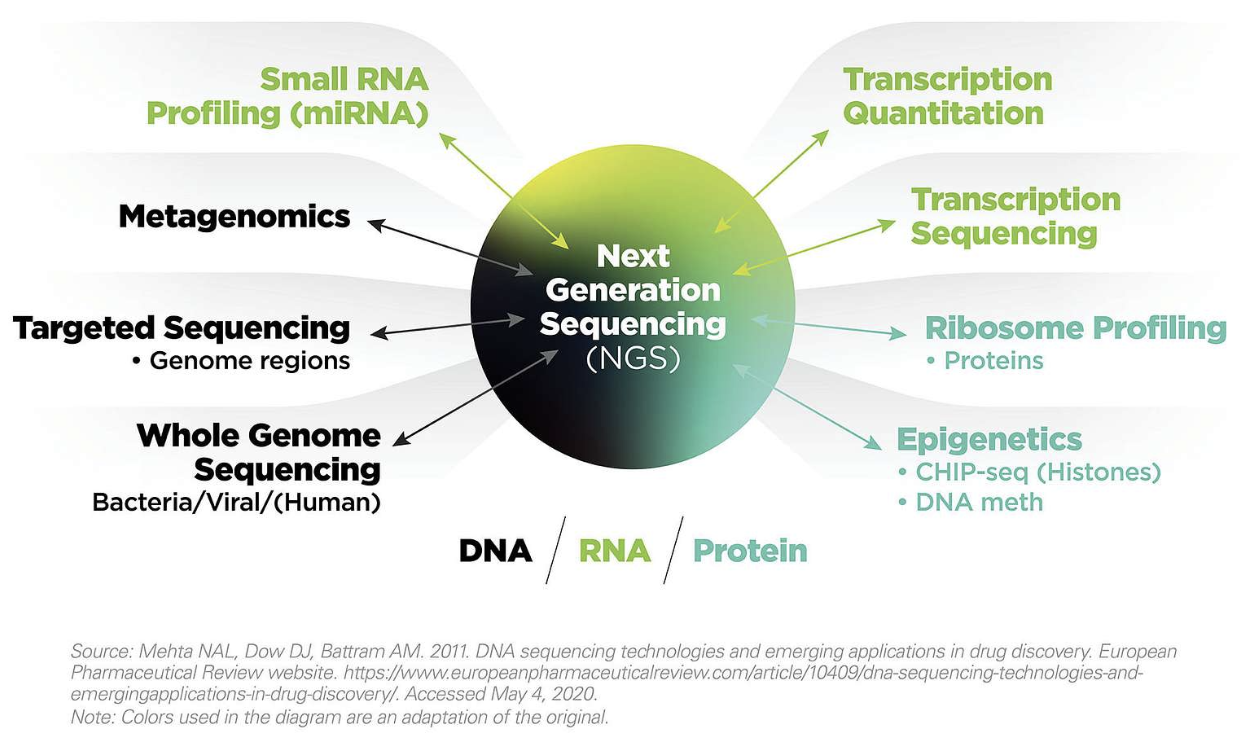 Small RNA
Profiling (miRNA)
Metagenomics
Targeted Sequencing
• Genome regions
Whole Genome
Sequencing
Bacteria/Viral/(Human)
Next
Generation
Sequencing
(NGS)
Transcription
Quantitation
Transcription
Sequencing
Ribosome Profiling
• Proteins
Epigenetics
• CHIP-seq (Histones)
• DNA meth
DNA / RNA / Protein
Source: Mehta NAL, Dow DJ, Battram AM. 2011. DNA sequencing technologies and emerging applications in drug discovery. European
Pharmaceutical Review website. https://www.europeanpharmaceuticalreview.com/article/10409/dna-sequencing-technologies-and-
emergingapplications-in-drug-discovery/. Accessed May 4, 2020.
Note: Colors used in the diagram are an adaptation of the original.